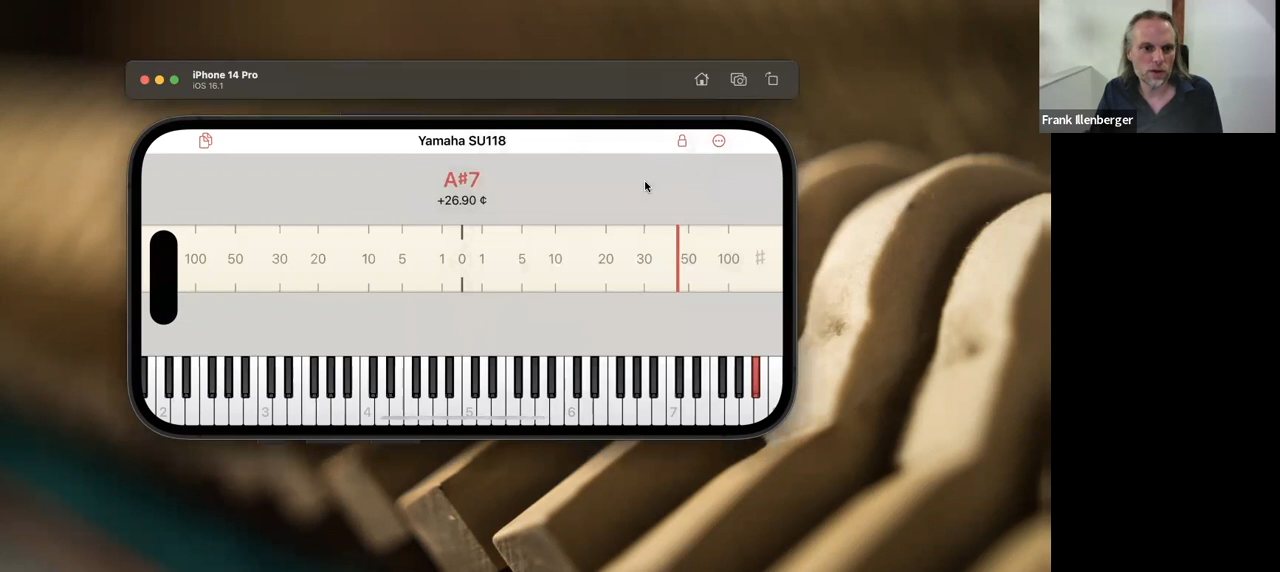 iPhone 14 Pro
iOS 16.1
Frank Illenberger
Yamaha SU118
A♯7
+26.90 ¢
100 50 30 20 10 5 1 0 1 5 10 20 30 50 100 ♯
2 3 4 5 6 7